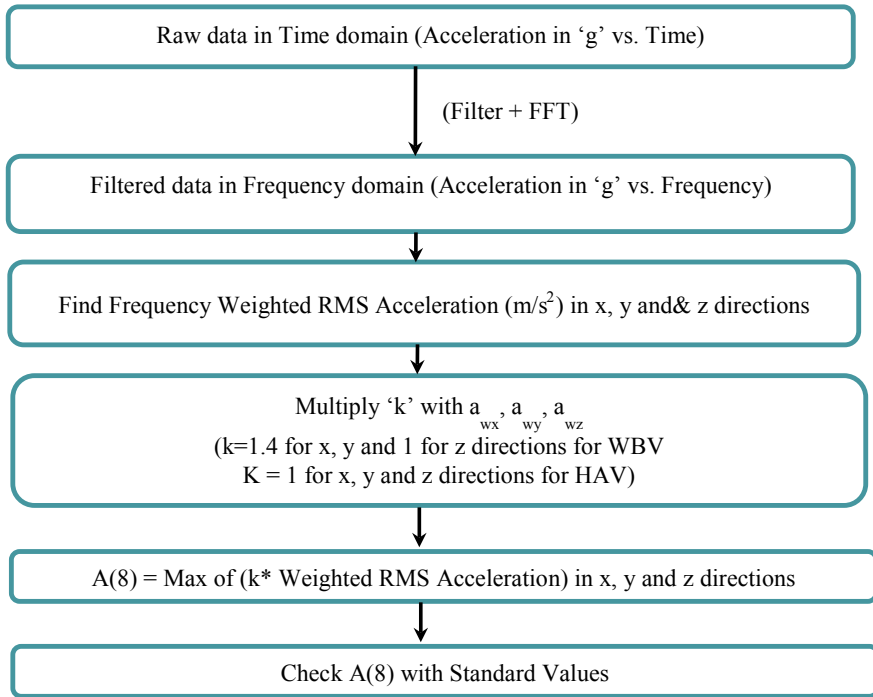 Raw data in Time domain (Acceleration in ‘g’ vs. Time)
(Filter + FFT)
Filtered data in Frequency domain (Acceleration in ‘g’ vs. Frequency)
Find Frequency Weighted RMS Acceleration (m/s²) in x, y and& z directions
Multiply ‘k’ with a_wx, a_wy, a_wz
(k=1.4 for x, y and 1 for z directions for WBV
K = 1 for x, y and z directions for HAV)
A(8) = Max of (k* Weighted RMS Acceleration) in x, y and z directions
Check A(8) with Standard Values